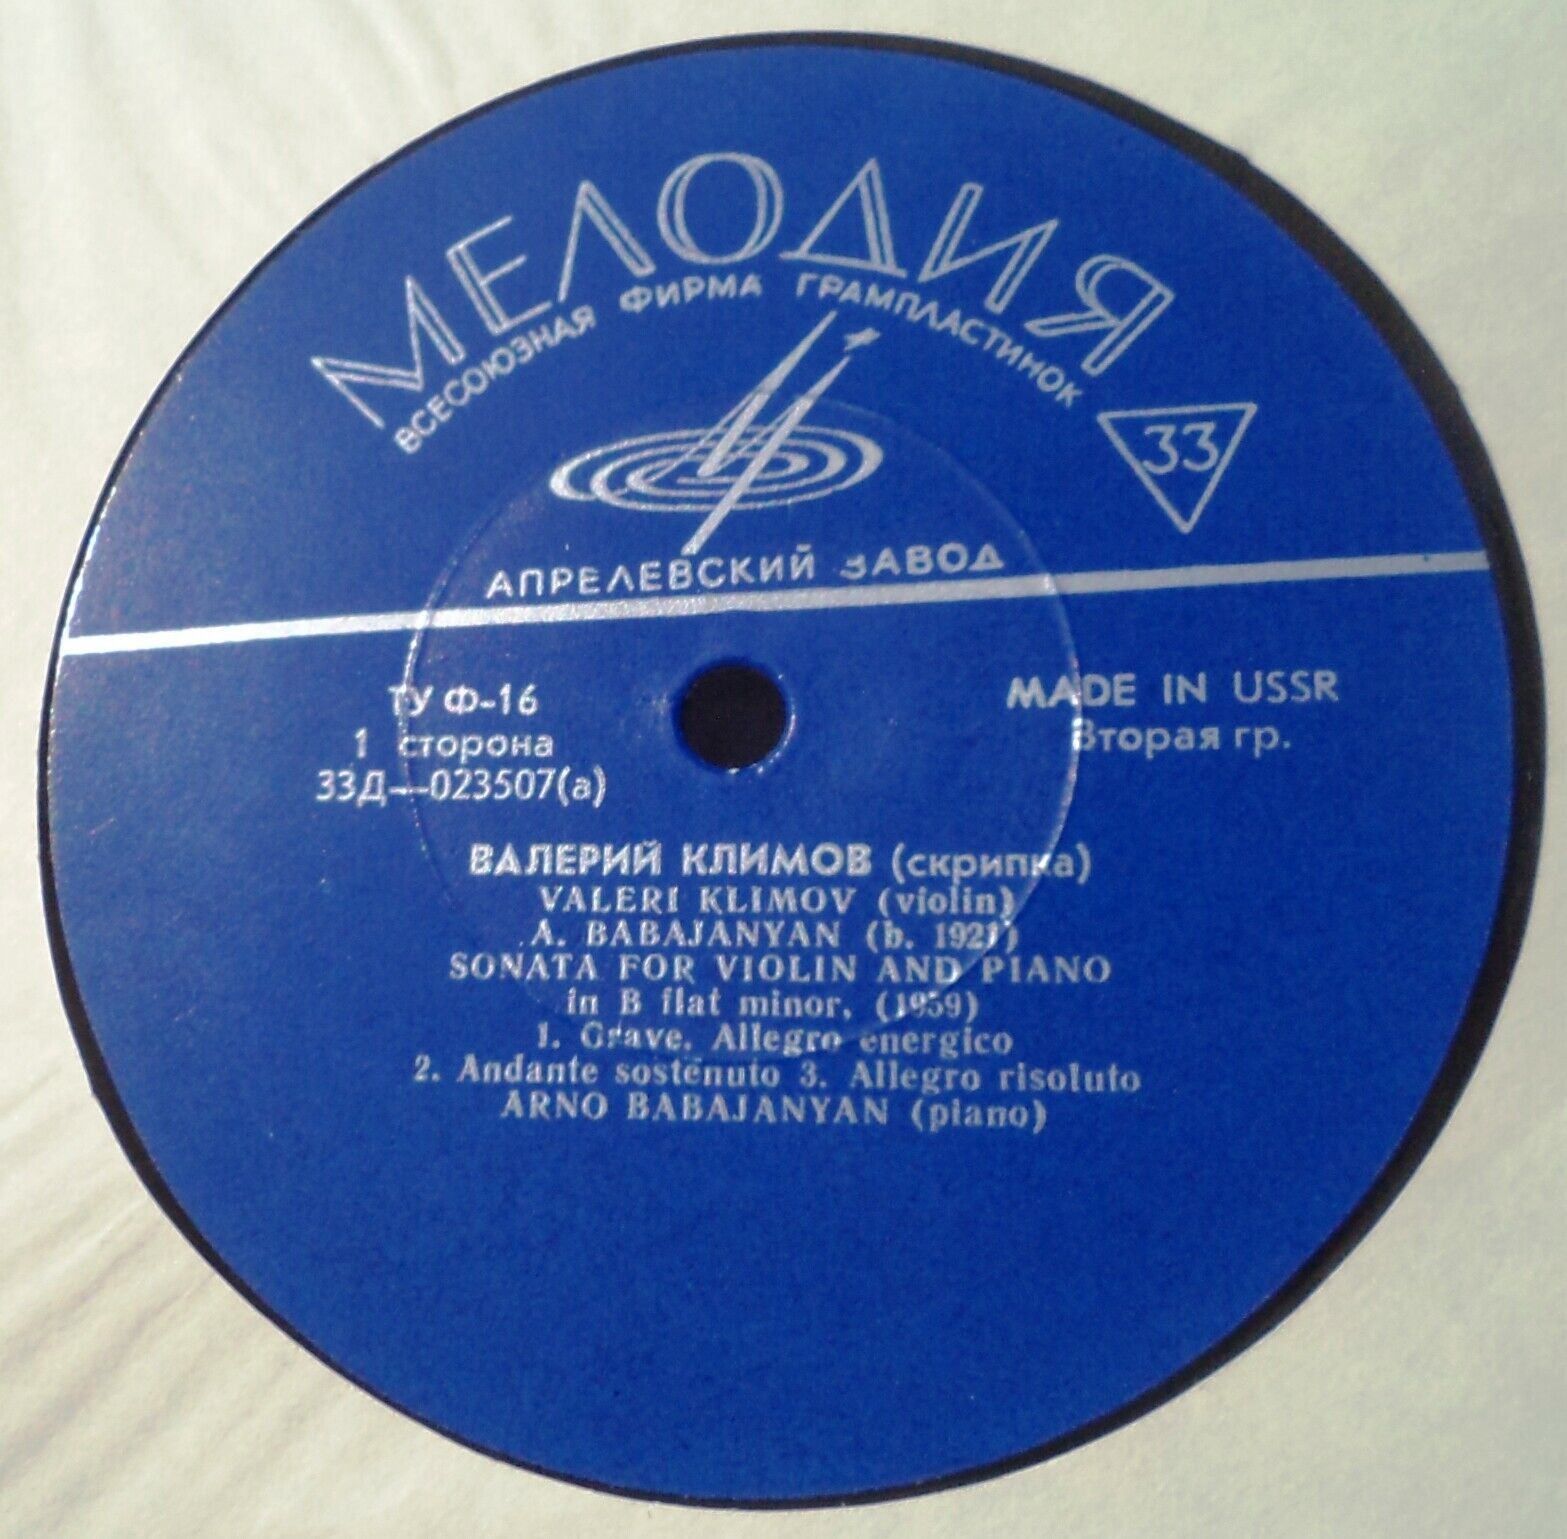 МЕЛОДИЯ
ВСЕСОЮЗНАЯ ФИРМА ГРАМПЛАСТИНОК
33
АПРЕЛЕВСКИЙ ЗАВОД
ТУ Ф-16
1 сторона
33Д—023507(а)
MADE IN USSR
Вторая гр.
ВАЛЕРИЙ КЛИМОВ (скрипка)
VALERI KLIMOV (violin)
A. BABAJANYAN (b. 1921)
SONATA FOR VIOLIN AND PIANO
in B flat minor, (1959)
1. Grave. Allegro energico
2. Andante sostenuto 3. Allegro risoluto
ARNO BABAJANYAN (piano)